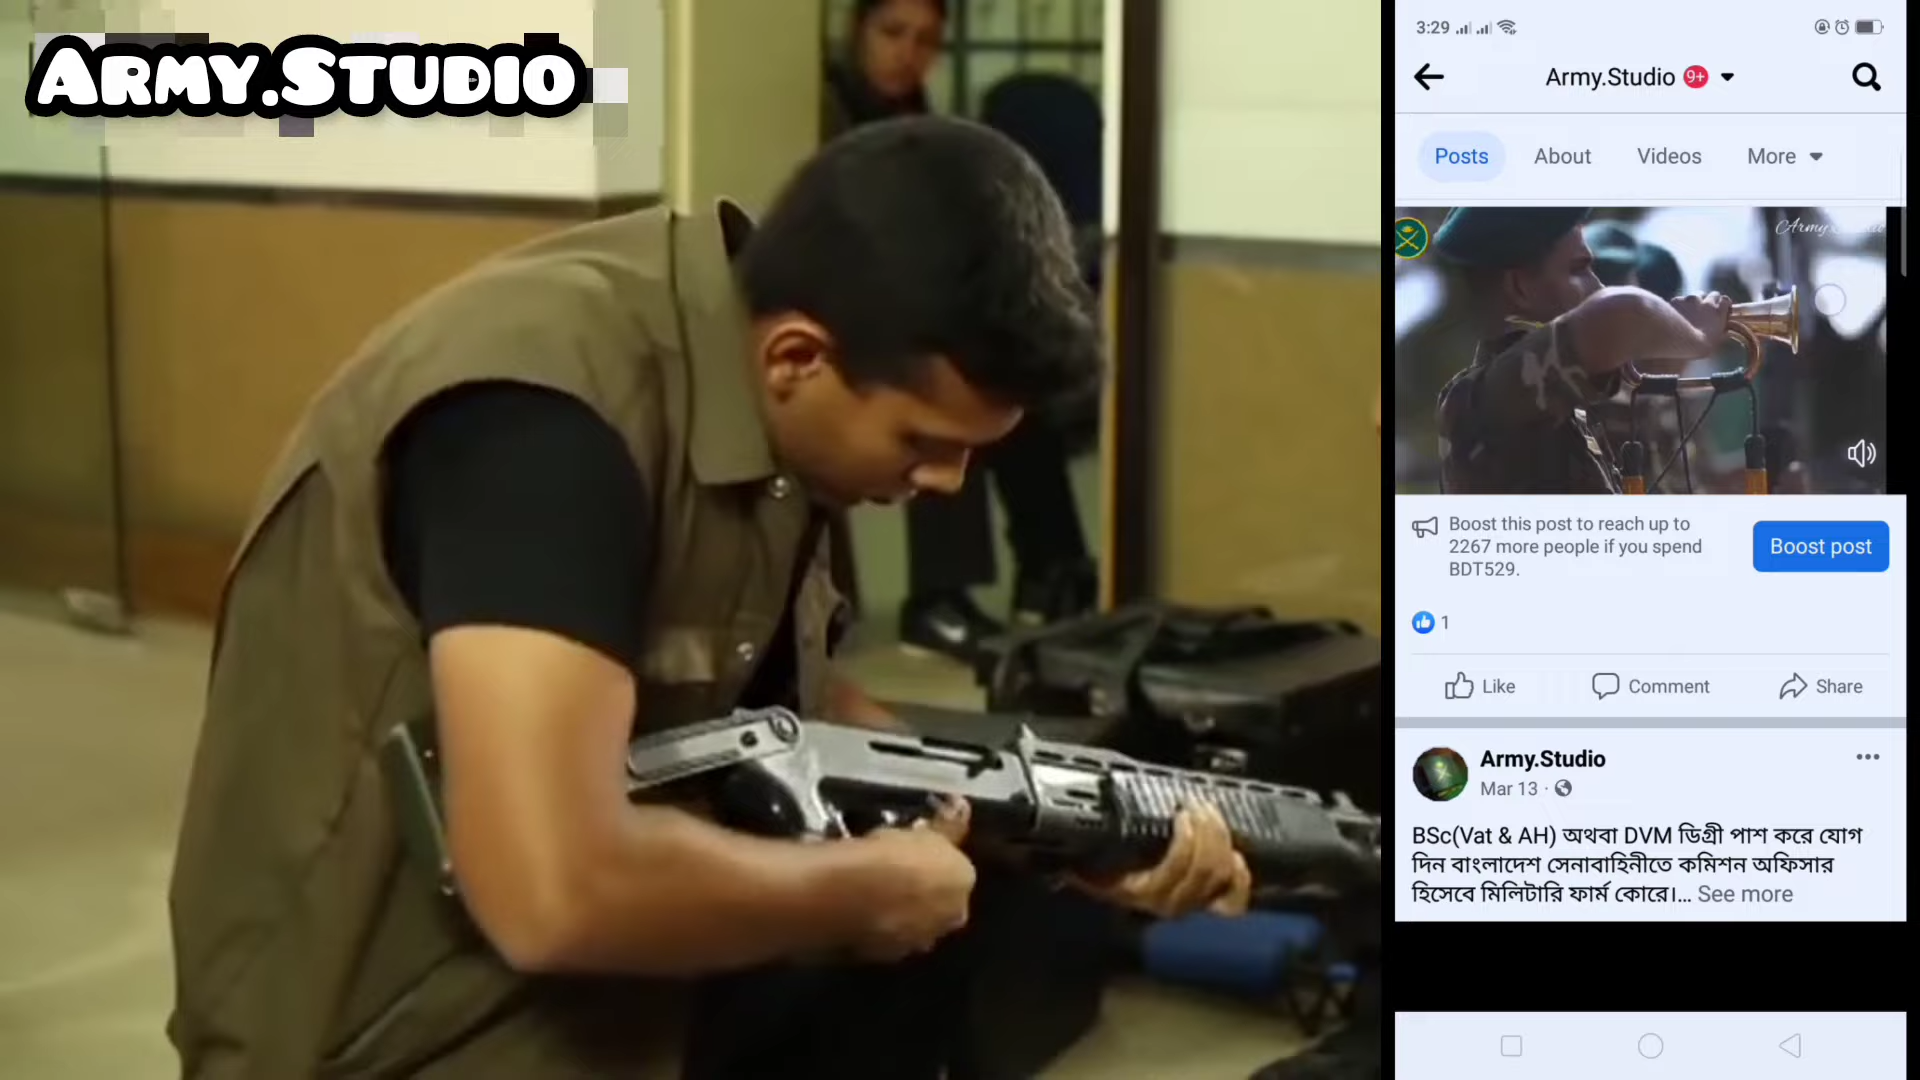 ARMY.STUDIO
3:29
Army.Studio 9+
Posts About Videos More
Boost this post to reach up to
2267 more people if you spend
BDT529.
Boost post
1
Like Comment Share
Army.Studio
Mar 13 ·
BSc(Vat & AH) অথবা DVM ডিগ্রী পাশ করে যোগ
দিন বাংলাদেশ সেনাবাহিনীতে কমিশন অফিসার
হিসেবে মিলিটারি ফার্ম কোরে।... See more